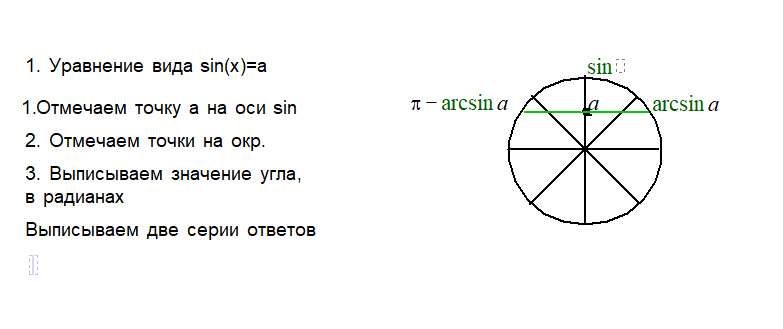 1. Уравнение вида sin(x)=a
1.Отмечаем точку a на оси sin
2. Отмечаем точки на окр.
3. Выписываем значение угла,
в радианах
Выписываем две серии ответов
sin
π − arcsin a
a
arcsin a